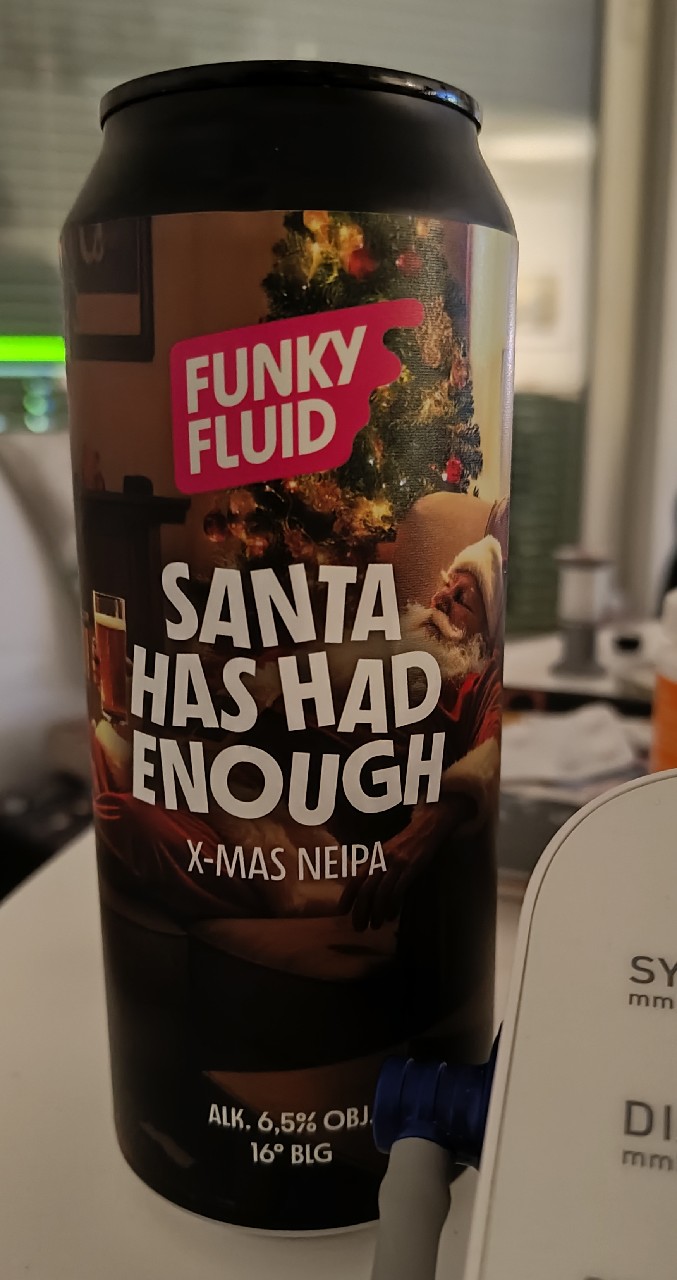 FUNKY
FLUID
SANTA
HAS HAD
ENOUGH
X-MAS NEIPA
ALK. 6,5% OBJ.
16° BLG
SY
mm
DI
mm